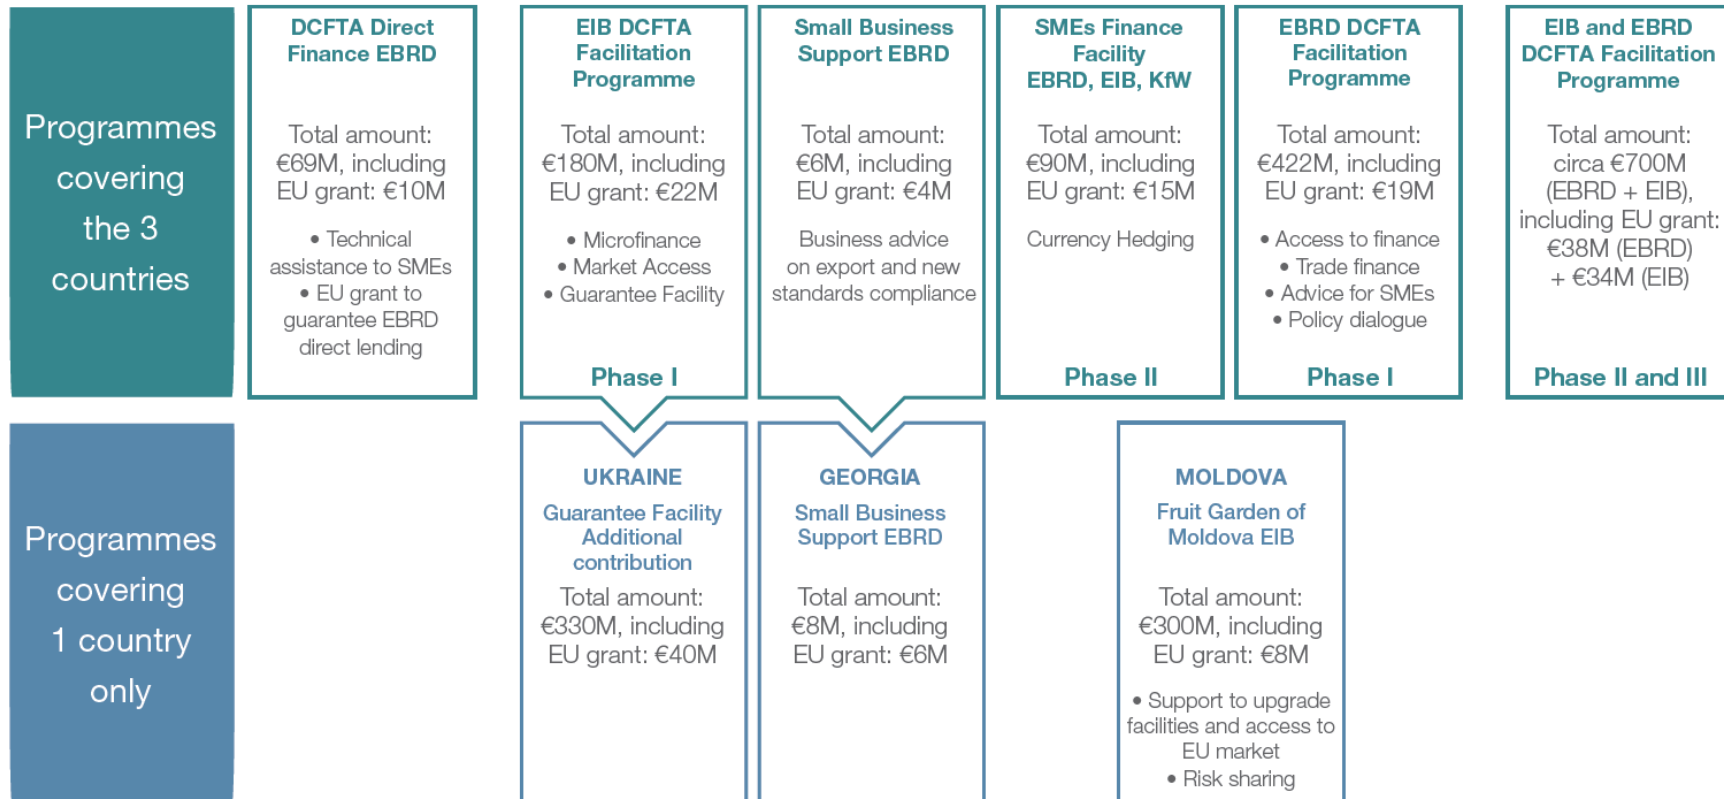 Programmes
covering
the 3
countries
DCFTA Direct
Finance EBRD
Total amount:
€69M, including
EU grant: €10M
• Technical
assistance to SMEs
• EU grant to
guarantee EBRD
direct lending
EIB DCFTA
Facilitation
Programme
Total amount:
€180M, including
EU grant: €22M
• Microfinance
• Market Access
• Guarantee Facility
Phase I
Small Business
Support EBRD
Total amount:
€6M, including
EU grant: €4M
Business advice
on export and new
standards compliance
SMEs Finance
Facility
EBRD, EIB, KfW
Total amount:
€90M, including
EU grant: €15M
Currency Hedging
Phase II
EBRD DCFTA
Facilitation
Programme
Total amount:
€422M, including
EU grant: €19M
• Access to finance
• Trade finance
• Advice for SMEs
• Policy dialogue
Phase I
EIB and EBRD
DCFTA Facilitation
Programme
Total amount:
circa €700M
(EBRD + EIB),
including EU grant:
€38M (EBRD)
+ €34M (EIB)
Phase II and III
Programmes
covering
1 country
only
UKRAINE
Guarantee Facility
Additional
contribution
Total amount:
€330M, including
EU grant: €40M
GEORGIA
Small Business
Support EBRD
Total amount:
€8M, including
EU grant: €6M
MOLDOVA
Fruit Garden of
Moldova EIB
Total amount:
€300M, including
EU grant: €8M
• Support to upgrade
facilities and access to
EU market
• Risk sharing